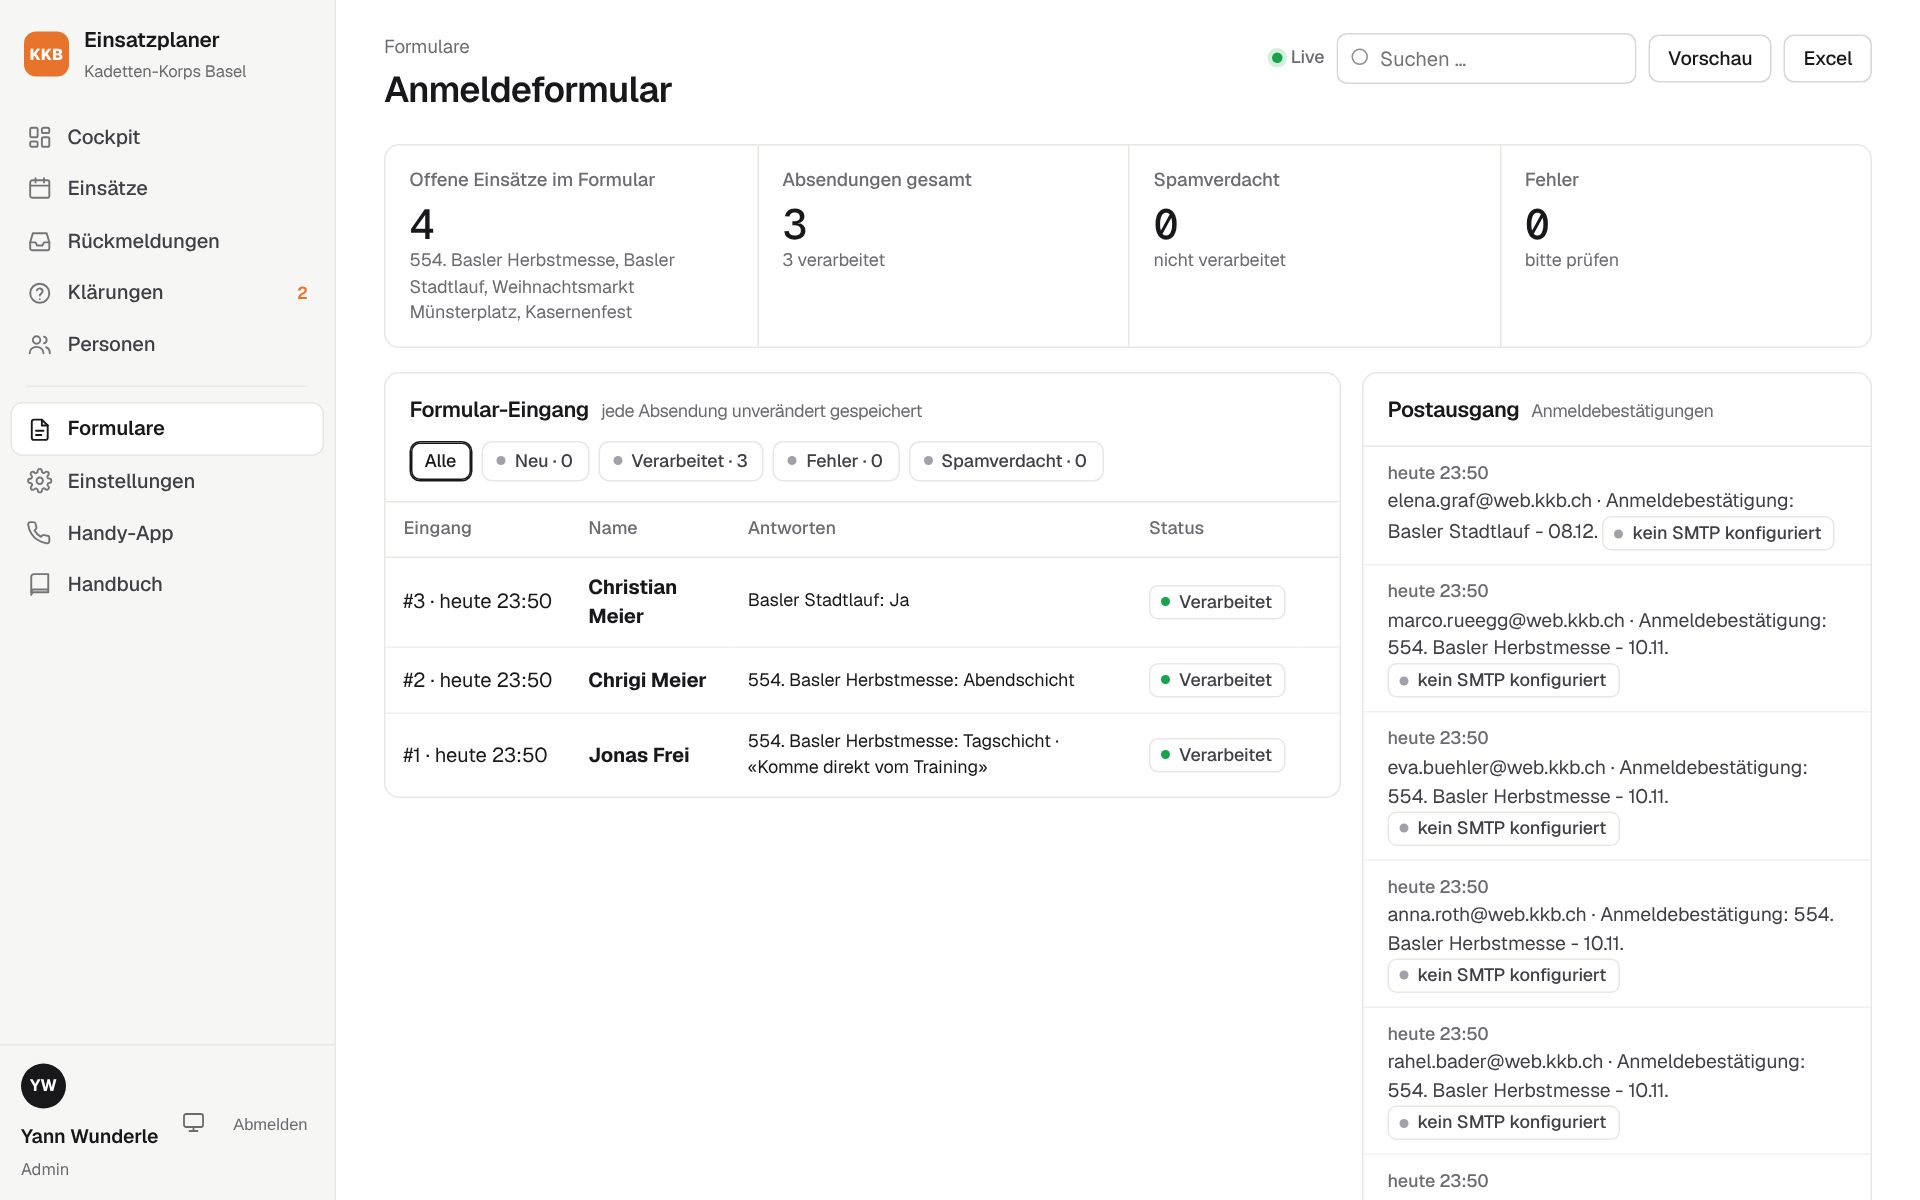 KKB
Einsatzplaner
Kadetten-Korps Basel
Cockpit
Einsätze
Rückmeldungen
Klärungen 2
Personen
Formulare
Einstellungen
Handy-App
Handbuch
YW
Yann Wunderle
Admin
Abmelden
Formulare
Anmeldeformular
Live
Suchen ...
Vorschau
Excel
Offene Einsätze im Formular
4
554. Basler Herbstmesse, Basler
Stadtlauf, Weihnachtsmarkt
Münsterplatz, Kasernenfest
Absendungen gesamt
3
3 verarbeitet
Spamverdacht
0
nicht verarbeitet
Fehler
0
bitte prüfen
Formular-Eingang jede Absendung unverändert gespeichert
Alle Neu · 0 Verarbeitet · 3 Fehler · 0 Spamverdacht · 0
Eingang Name Antworten Status
#3 · heute 23:50 Christian Meier Basler Stadtlauf: Ja Verarbeitet
#2 · heute 23:50 Chrigi Meier 554. Basler Herbstmesse: Abendschicht Verarbeitet
#1 · heute 23:50 Jonas Frei 554. Basler Herbstmesse: Tagschicht · «Komme direkt vom Training» Verarbeitet
Postausgang Anmeldebestätigungen
heute 23:50
elena.graf@web.kkb.ch · Anmeldebestätigung:
Basler Stadtlauf - 08.12. kein SMTP konfiguriert
heute 23:50
marco.rueegg@web.kkb.ch · Anmeldebestätigung:
554. Basler Herbstmesse - 10.11.
kein SMTP konfiguriert
heute 23:50
eva.buehler@web.kkb.ch · Anmeldebestätigung:
554. Basler Herbstmesse - 10.11.
kein SMTP konfiguriert
heute 23:50
anna.roth@web.kkb.ch · Anmeldebestätigung: 554.
Basler Herbstmesse - 10.11.
kein SMTP konfiguriert
heute 23:50
rahel.bader@web.kkb.ch · Anmeldebestätigung:
554. Basler Herbstmesse - 10.11.
kein SMTP konfiguriert
heute 23:50